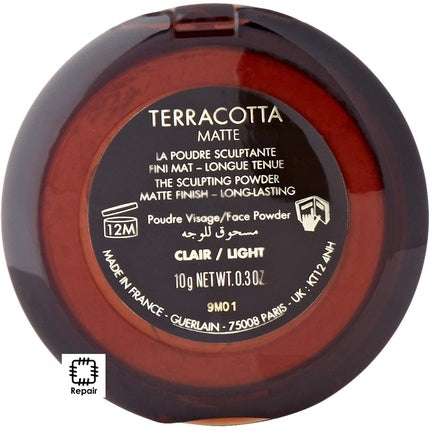 TERRACOTTA
MATTE
LA POUDRE SCULPTANTE
FINI MAT – LONGUE TENUE
THE SCULPTING POWDER
MATTE FINISH – LONG-LASTING
12M
Poudre Visage/Face Powder
مسحوق للوجه
CLAIR / LIGHT
10g NET WT. 0.3 OZ.
9M01
MADE IN FRANCE - GUERLAIN - 75008 PARIS - UK : KT12 4NH
Repair